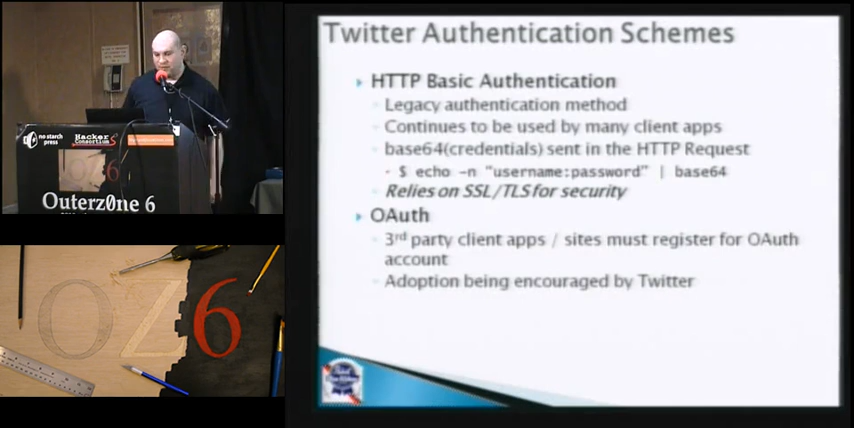 no starch
press
Hacker
Consortium
Outerz0ne 6
OZ6
Twitter Authentication Schemes
HTTP Basic Authentication
Legacy authentication method
Continues to be used by many client apps
base64(credentials) sent in the HTTP Request
$ echo -n "username:password" | base64
Relies on SSL/TLS for security
OAuth
3rd party client apps / sites must register for OAuth
account
Adoption being encouraged by Twitter